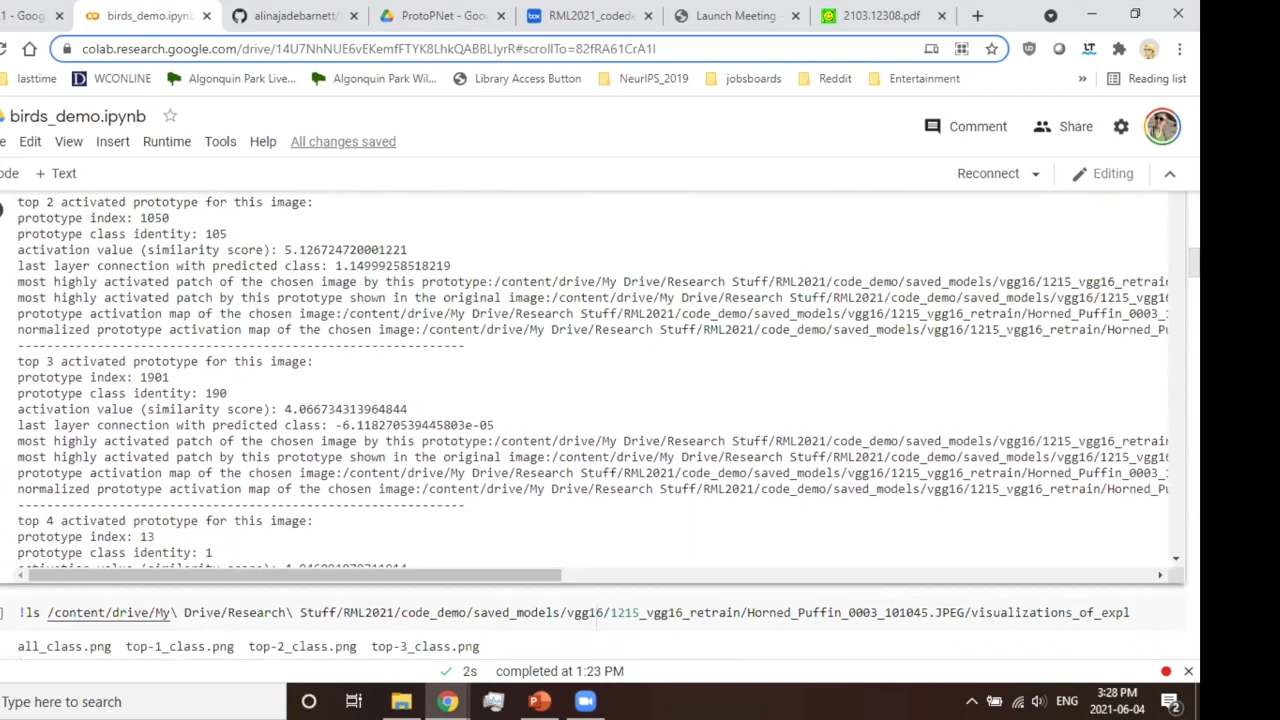 1 - Googl
birds_demo.ipynb
alinajadebarnett/
ProtoPNet - Goog
box
RML2021_codede
Launch Meeting -
2103.12308.pdf
colab.research.google.com/drive/14U7NhNUE6vEKemfFTYK8LhkQABBLlyrR#scrollTo=82fRA61CrA1l
lasttime
WCONLINE
Algonquin Park Live...
Algonquin Park Wil...
Library Access Button
NeurIPS_2019
jobsboards
Reddit
Entertainment
»
Reading list
birds_demo.ipynb
Comment
Share
Edit View Insert Runtime Tools Help All changes saved
+ Text
Reconnect
Editing
top 2 activated prototype for this image:
prototype index: 1050
prototype class identity: 105
activation value (similarity score): 5.126724720001221
last layer connection with predicted class: 1.14999258518219
most highly activated patch of the chosen image by this prototype:/content/drive/My Drive/Research Stuff/RML2021/code_demo/saved_models/vgg16/1215_vgg16_retrain
most highly activated patch by this prototype shown in the original image:/content/drive/My Drive/Research Stuff/RML2021/code_demo/saved_models/vgg16/1215_vgg16
prototype activation map of the chosen image:/content/drive/My Drive/Research Stuff/RML2021/code_demo/saved_models/vgg16/1215_vgg16_retrain/Horned_Puffin_0003_1
normalized prototype activation map of the chosen image:/content/drive/My Drive/Research Stuff/RML2021/code_demo/saved_models/vgg16/1215_vgg16_retrain/Horned_Pu
--------------------------------------------------------------
top 3 activated prototype for this image:
prototype index: 1901
prototype class identity: 190
activation value (similarity score): 4.066734313964844
last layer connection with predicted class: -6.118270539445803e-05
most highly activated patch of the chosen image by this prototype:/content/drive/My Drive/Research Stuff/RML2021/code_demo/saved_models/vgg16/1215_vgg16_retrain
most highly activated patch by this prototype shown in the original image:/content/drive/My Drive/Research Stuff/RML2021/code_demo/saved_models/vgg16/1215_vgg16
prototype activation map of the chosen image:/content/drive/My Drive/Research Stuff/RML2021/code_demo/saved_models/vgg16/1215_vgg16_retrain/Horned_Puffin_0003_1
normalized prototype activation map of the chosen image:/content/drive/My Drive/Research Stuff/RML2021/code_demo/saved_models/vgg16/1215_vgg16_retrain/Horned_Pu
--------------------------------------------------------------
top 4 activated prototype for this image:
prototype index: 13
prototype class identity: 1
!ls /content/drive/My\ Drive/Research\ Stuff/RML2021/code_demo/saved_models/vgg16/1215_vgg16_retrain/Horned_Puffin_0003_101045.JPEG/visualizations_of_expl
all_class.png top-1_class.png top-2_class.png top-3_class.png
2s completed at 1:23 PM
Type here to search
ENG
3:28 PM
2021-06-04
2